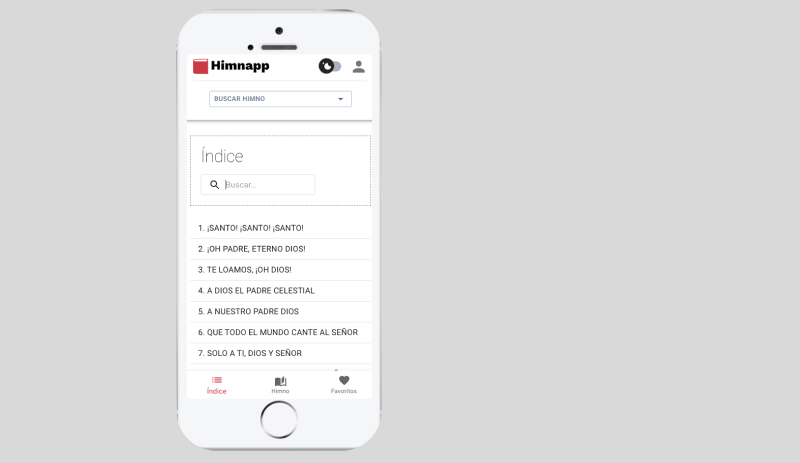 Himnapp
BUSCAR HIMNO
Índice
Buscar...
1. ¡SANTO! ¡SANTO! ¡SANTO!
2. ¡OH PADRE, ETERNO DIOS!
3. TE LOAMOS, ¡OH DIOS!
4. A DIOS EL PADRE CELESTIAL
5. A NUESTRO PADRE DIOS
6. QUE TODO EL MUNDO CANTE AL SEÑOR
7. SOLO A TI, DIOS Y SEÑOR
Índice
Himno
Favoritos